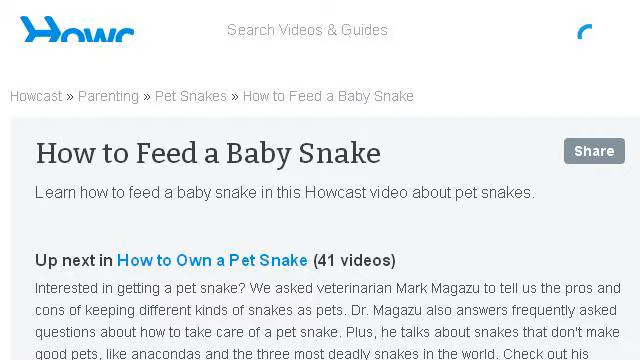 Howc
Search Videos & Guides
Howcast » Parenting » Pet Snakes » How to Feed a Baby Snake
How to Feed a Baby Snake
Share
Learn how to feed a baby snake in this Howcast video about pet snakes.
Up next in How to Own a Pet Snake (41 videos)
Interested in getting a pet snake? We asked veterinarian Mark Magazu to tell us the pros and
cons of keeping different kinds of snakes as pets. Dr. Magazu also answers frequently asked
questions about how to take care of a pet snake. Plus, he talks about snakes that don't make
good pets, like anacondas and the three most deadly snakes in the world. Check out his